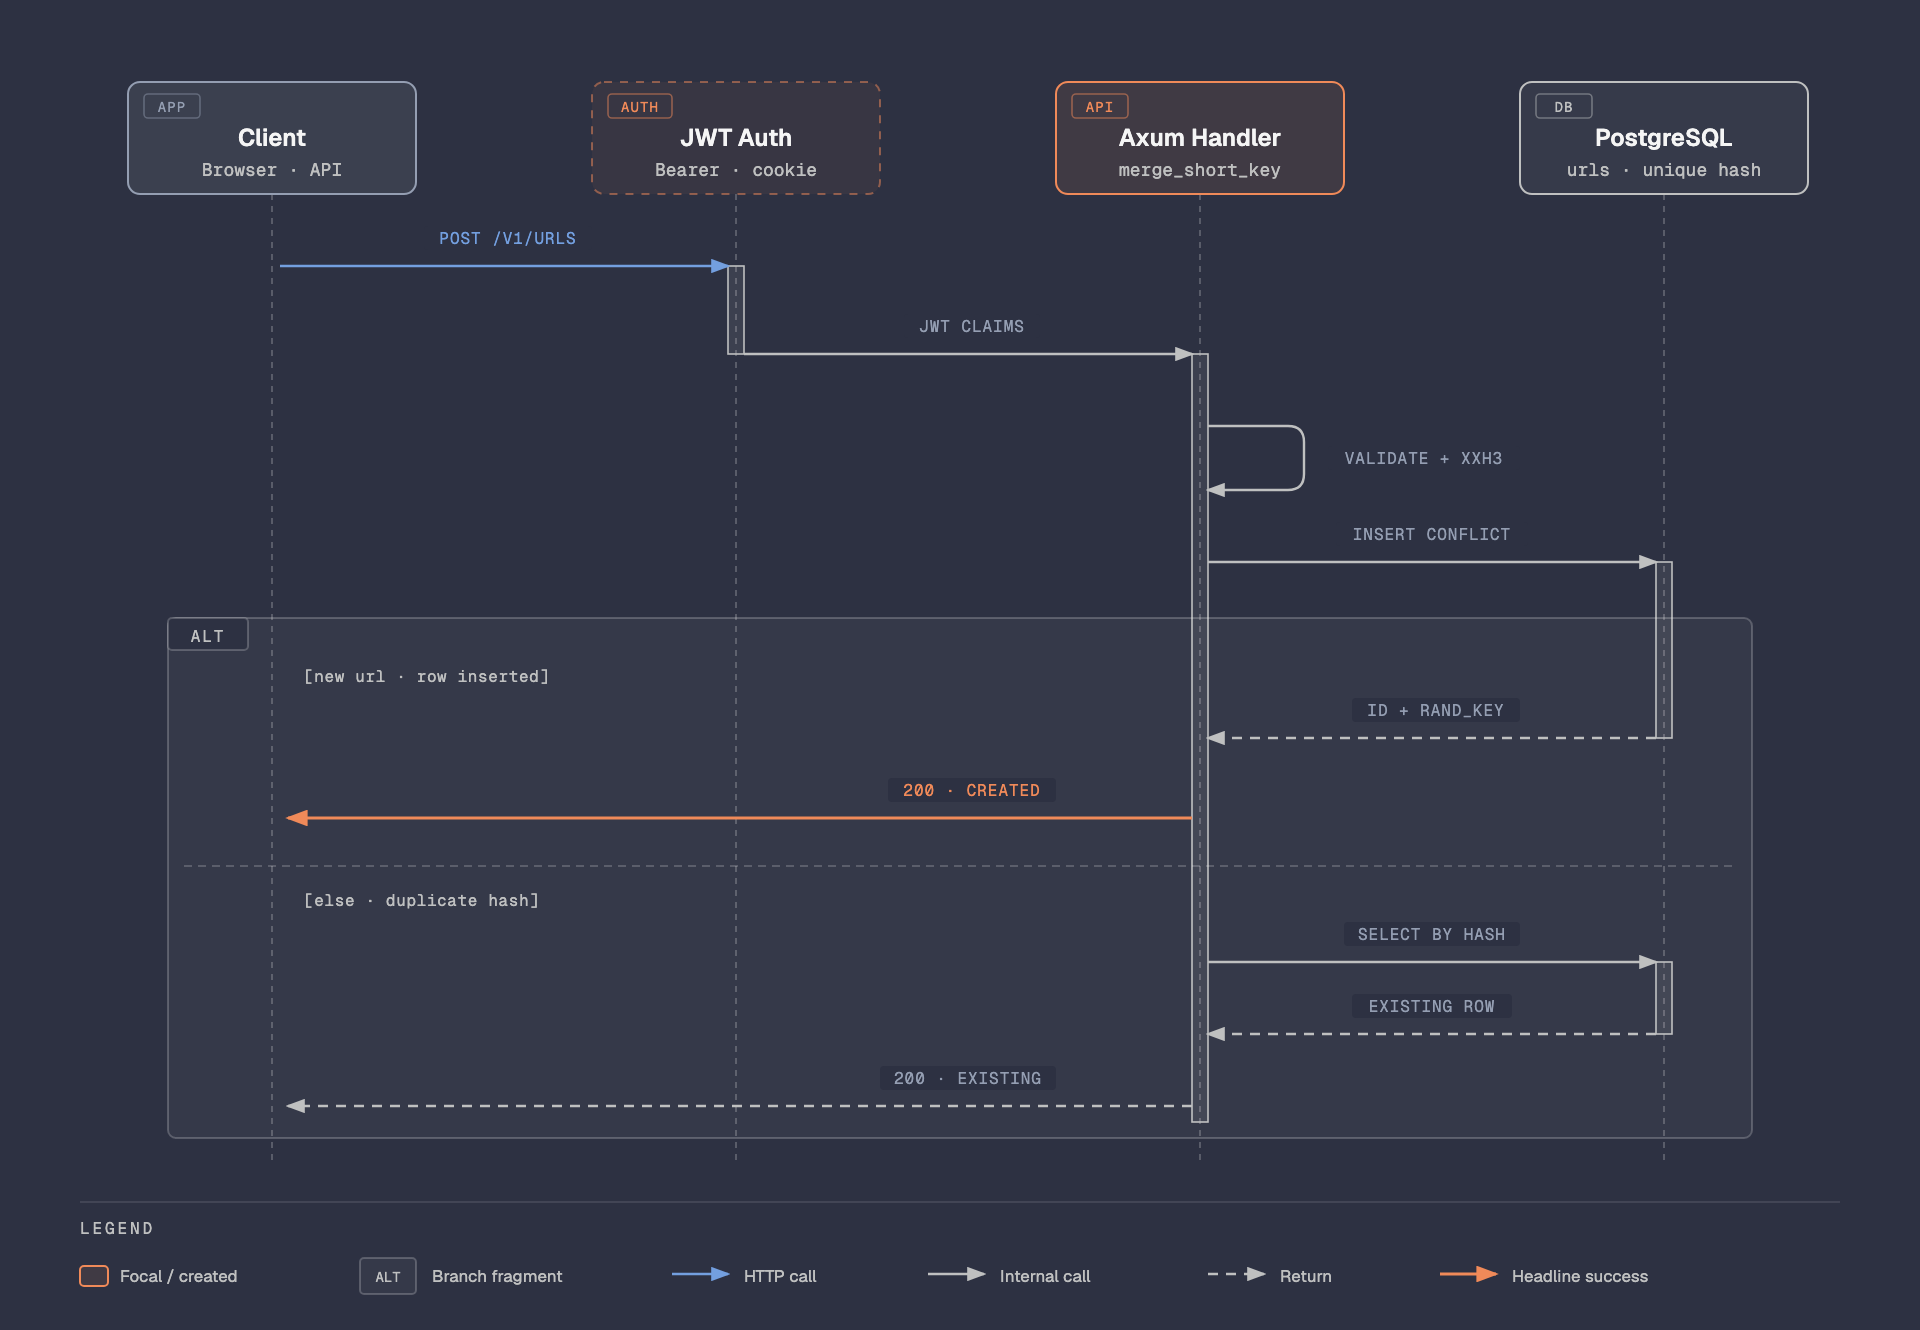 APP
Client
Browser · API
AUTH
JWT Auth
Bearer · cookie
API
Axum Handler
merge_short_key
DB
PostgreSQL
urls · unique hash
POST /V1/URLS
JWT CLAIMS
VALIDATE + XXH3
INSERT CONFLICT
ALT
[new url · row inserted]
ID + RAND_KEY
200 · CREATED
[else · duplicate hash]
SELECT BY HASH
EXISTING ROW
200 · EXISTING
LEGEND
Focal / created
ALT
Branch fragment
HTTP call
Internal call
Return
Headline success